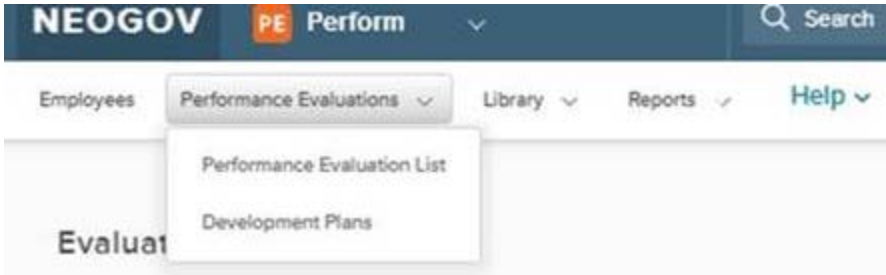 NEOGOV PE Perform Search
Employees Performance Evaluations Library Reports Help
Performance Evaluation List
Development Plans
Evaluat